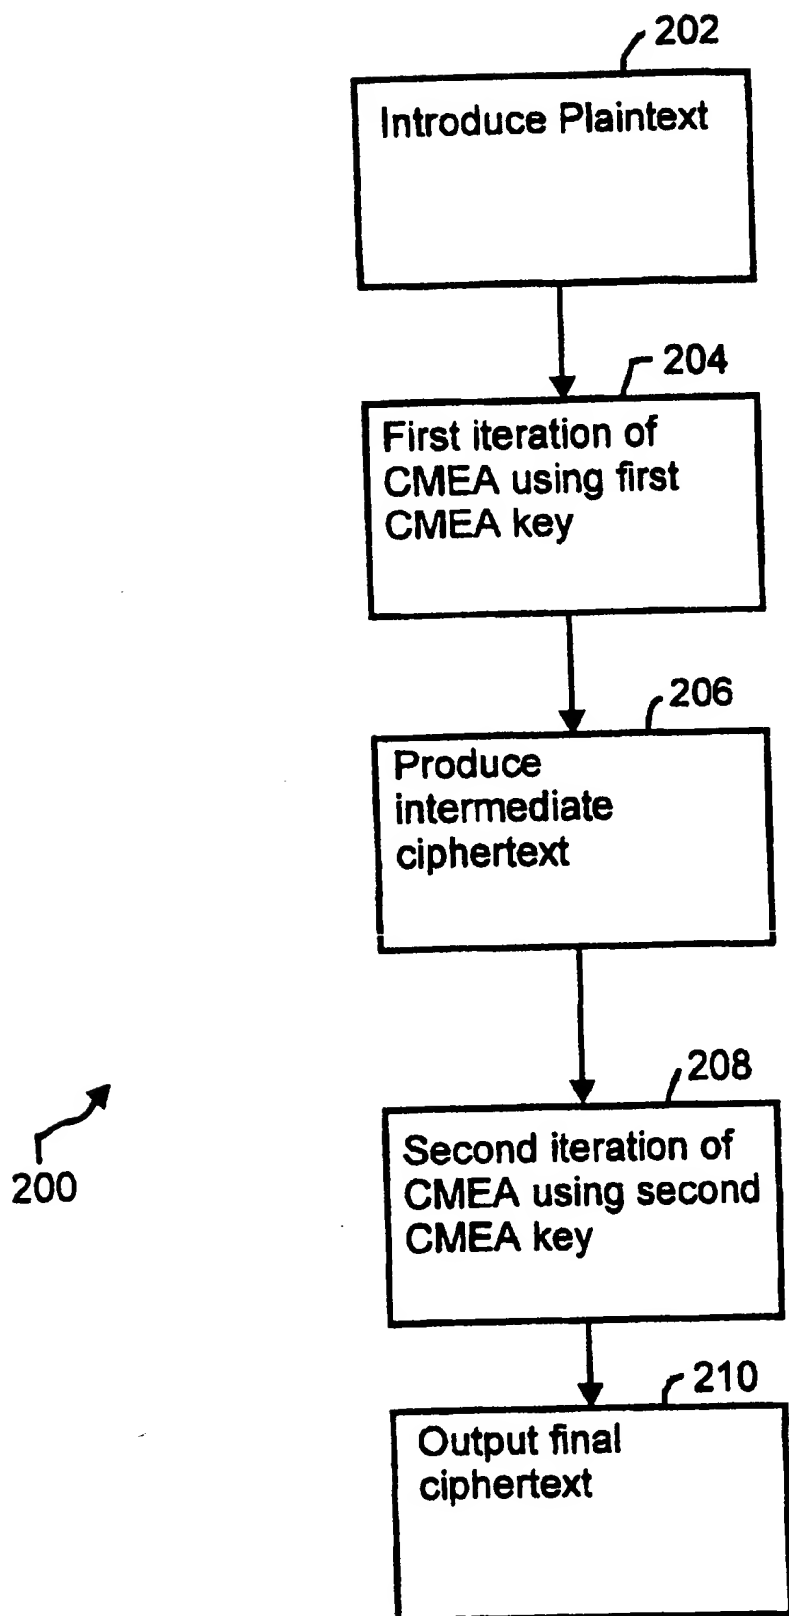 202
Introduce Plaintext
204
First iteration of
CMEA using first
CMEA key
206
Produce
intermediate
ciphertext
208
Second iteration of
CMEA using second
CMEA key
200
210
Output final
ciphertext